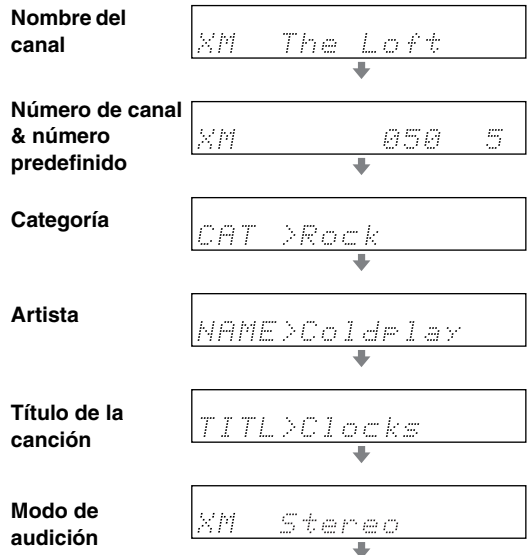 Nombre del
canal
XM The Loft
Número de canal
& número
predefinido
XM 050 5
Categoría
CAT >Rock
Artista
NAME>Coldplay
Título de la
canción
TITL>Clocks
Modo de
audición
XM Stereo